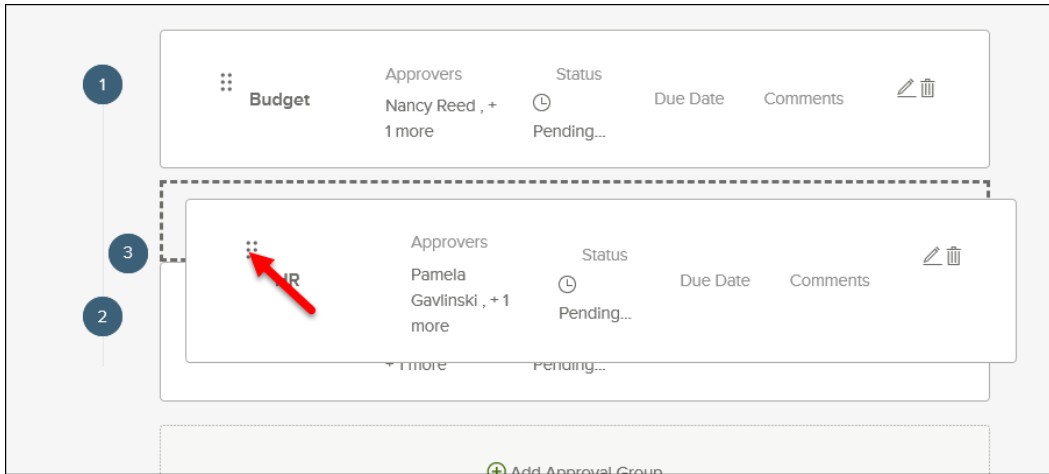 1
Budget
Approvers
Nancy Reed , +
1 more
Status
Pending...
Due Date
Comments
3
HR
Approvers
Pamela
Gavlinski , + 1
more
Status
Pending...
Due Date
Comments
2
+ 1 more
Pending...
Add Approval Group